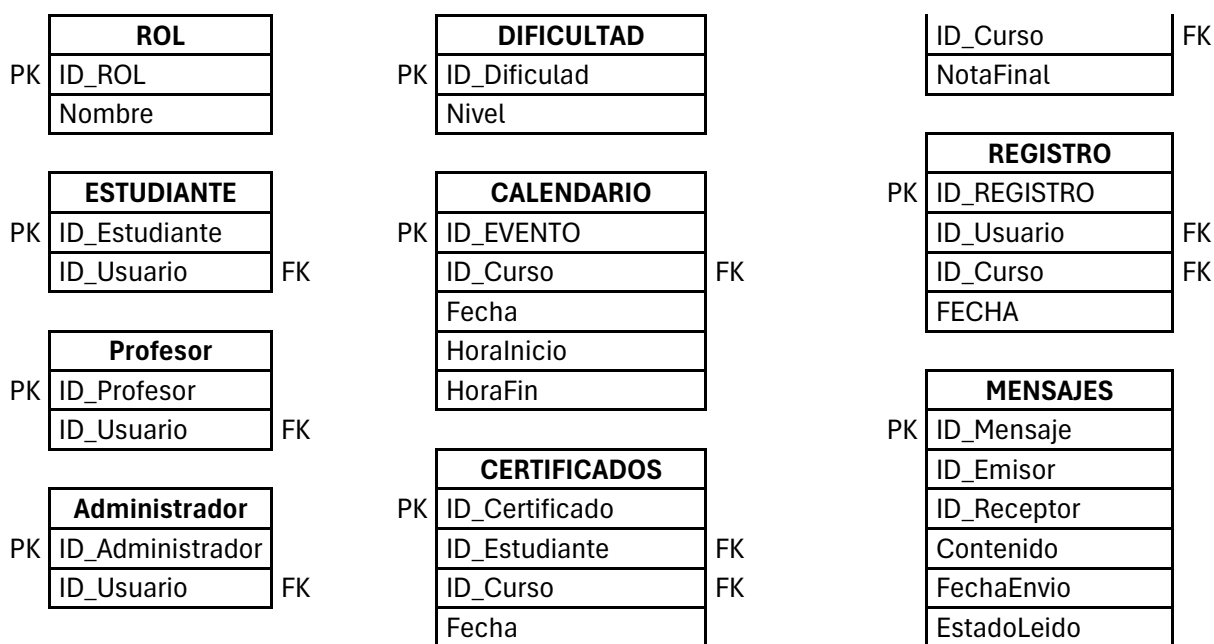 ROL
PK ID_ROL
Nombre
ESTUDIANTE
PK ID_Estudiante
ID_Usuario FK
Profesor
PK ID_Profesor
ID_Usuario FK
Administrador
PK ID_Administrador
ID_Usuario FK
DIFICULTAD
PK ID_Dificulad
Nivel
CALENDARIO
PK ID_EVENTO
ID_Curso FK
Fecha
HoraInicio
HoraFin
CERTIFICADOS
PK ID_Certificado
ID_Estudiante FK
ID_Curso FK
Fecha
ID_Curso FK
NotaFinal
REGISTRO
PK ID_REGISTRO
ID_Usuario FK
ID_Curso FK
FECHA
MENSAJES
PK ID_Mensaje
ID_Emisor
ID_Receptor
Contenido
FechaEnvio
EstadoLeido